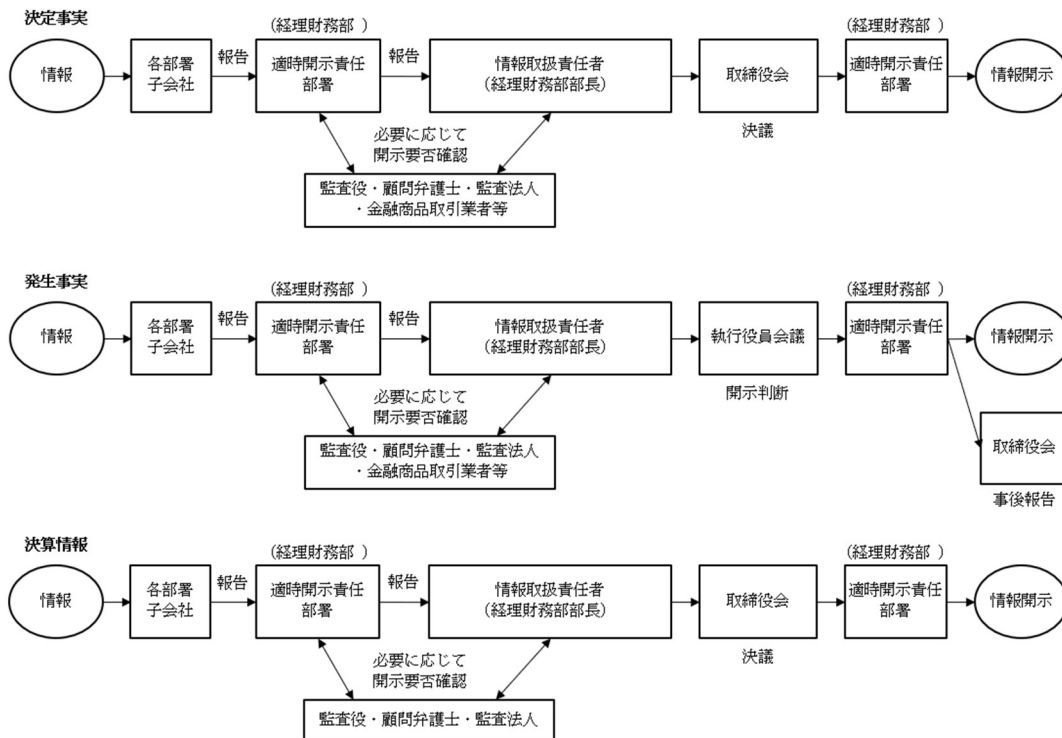 決定事実
(経理財務部 )
(経理財務部 )
情報
各部署
子会社
報告
適時開示責任
部署
報告
情報取扱責任者
(経理財務部部長)
取締役会
適時開示責任
部署
情報開示
決議
必要に応じて
開示要否確認
監査役・顧問弁護士・監査法人
・金融商品取引業者等
発生事実
(経理財務部 )
(経理財務部 )
情報
各部署
子会社
報告
適時開示責任
部署
報告
情報取扱責任者
(経理財務部部長)
執行役員会議
適時開示責任
部署
情報開示
開示判断
必要に応じて
開示要否確認
監査役・顧問弁護士・監査法人
・金融商品取引業者等
取締役会
事後報告
決算情報
(経理財務部 )
(経理財務部 )
情報
各部署
子会社
報告
適時開示責任
部署
報告
情報取扱責任者
(経理財務部部長)
取締役会
適時開示責任
部署
情報開示
決議
必要に応じて
開示要否確認
監査役・顧問弁護士・監査法人